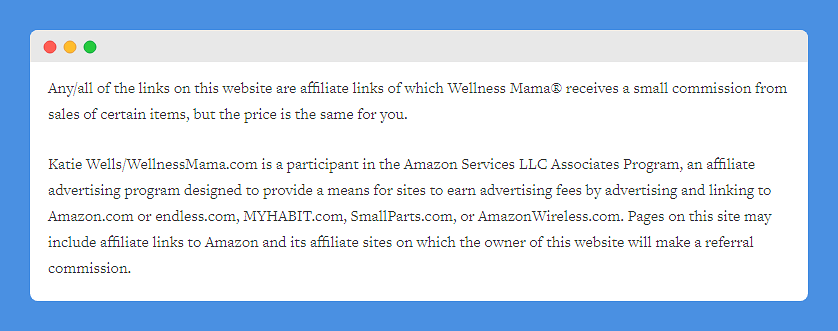 Any/all of the links on this website are affiliate links of which Wellness Mama® receives a small commission from
sales of certain items, but the price is the same for you.
Katie Wells/WellnessMama.com is a participant in the Amazon Services LLC Associates Program, an affiliate
advertising program designed to provide a means for sites to earn advertising fees by advertising and linking to
Amazon.com or endless.com, MYHABIT.com, SmallParts.com, or AmazonWireless.com. Pages on this site may
include affiliate links to Amazon and its affiliate sites on which the owner of this website will make a referral
commission.